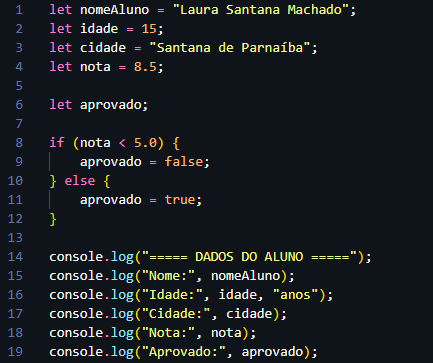 1 let nomeAluno = "Laura Santana Machado";
2 let idade = 15;
3 let cidade = "Santana de Parnaíba";
4 let nota = 8.5;
5
6 let aprovado;
7
8 if (nota < 5.0) {
9     aprovado = false;
10 } else {
11     aprovado = true;
12 }
13
14 console.log("===== DADOS DO ALUNO =====");
15 console.log("Nome:", nomeAluno);
16 console.log("Idade:", idade, "anos");
17 console.log("Cidade:", cidade);
18 console.log("Nota:", nota);
19 console.log("Aprovado:", aprovado);